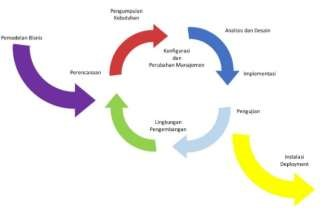 Pemodelan Bisnis
Pengumpulan
Kebutuhan
Analisis dan Desain
Konfigurasi
dan
Perubahan Manajemen
Perencanaan
Implementasi
Pengujian
Lingkungan
Pengembangan
Instalasi
Deployment